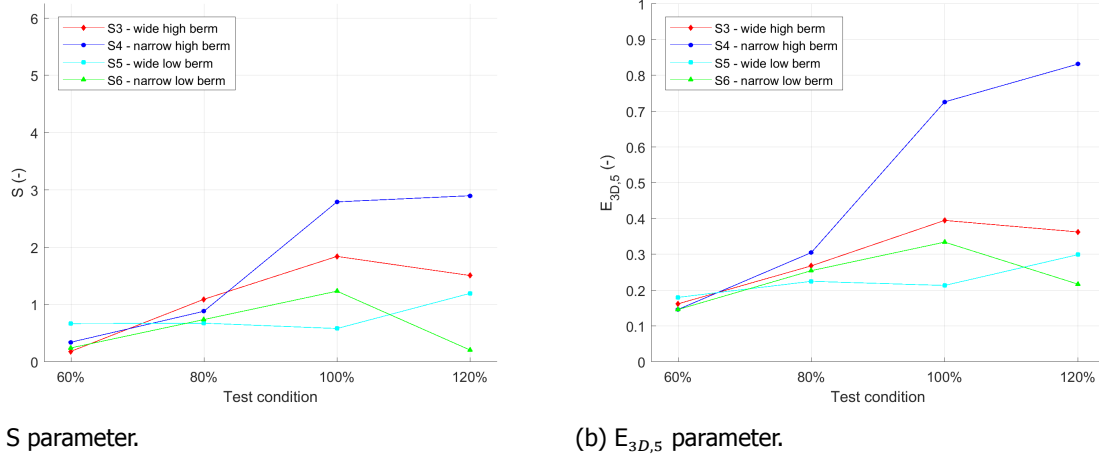 6
5
4
3
2
1
0
S (-)
S3 - wide high berm
S4 - narrow high berm
S5 - wide low berm
S6 - narrow low berm
60%
80%
100%
120%
Test condition
S parameter.
1
0.9
0.8
0.7
0.6
0.5
0.4
0.3
0.2
0.1
0
E3D,5 (-)
S3 - wide high berm
S4 - narrow high berm
S5 - wide low berm
S6 - narrow low berm
60%
80%
100%
120%
Test condition
(b) E3D,5 parameter.